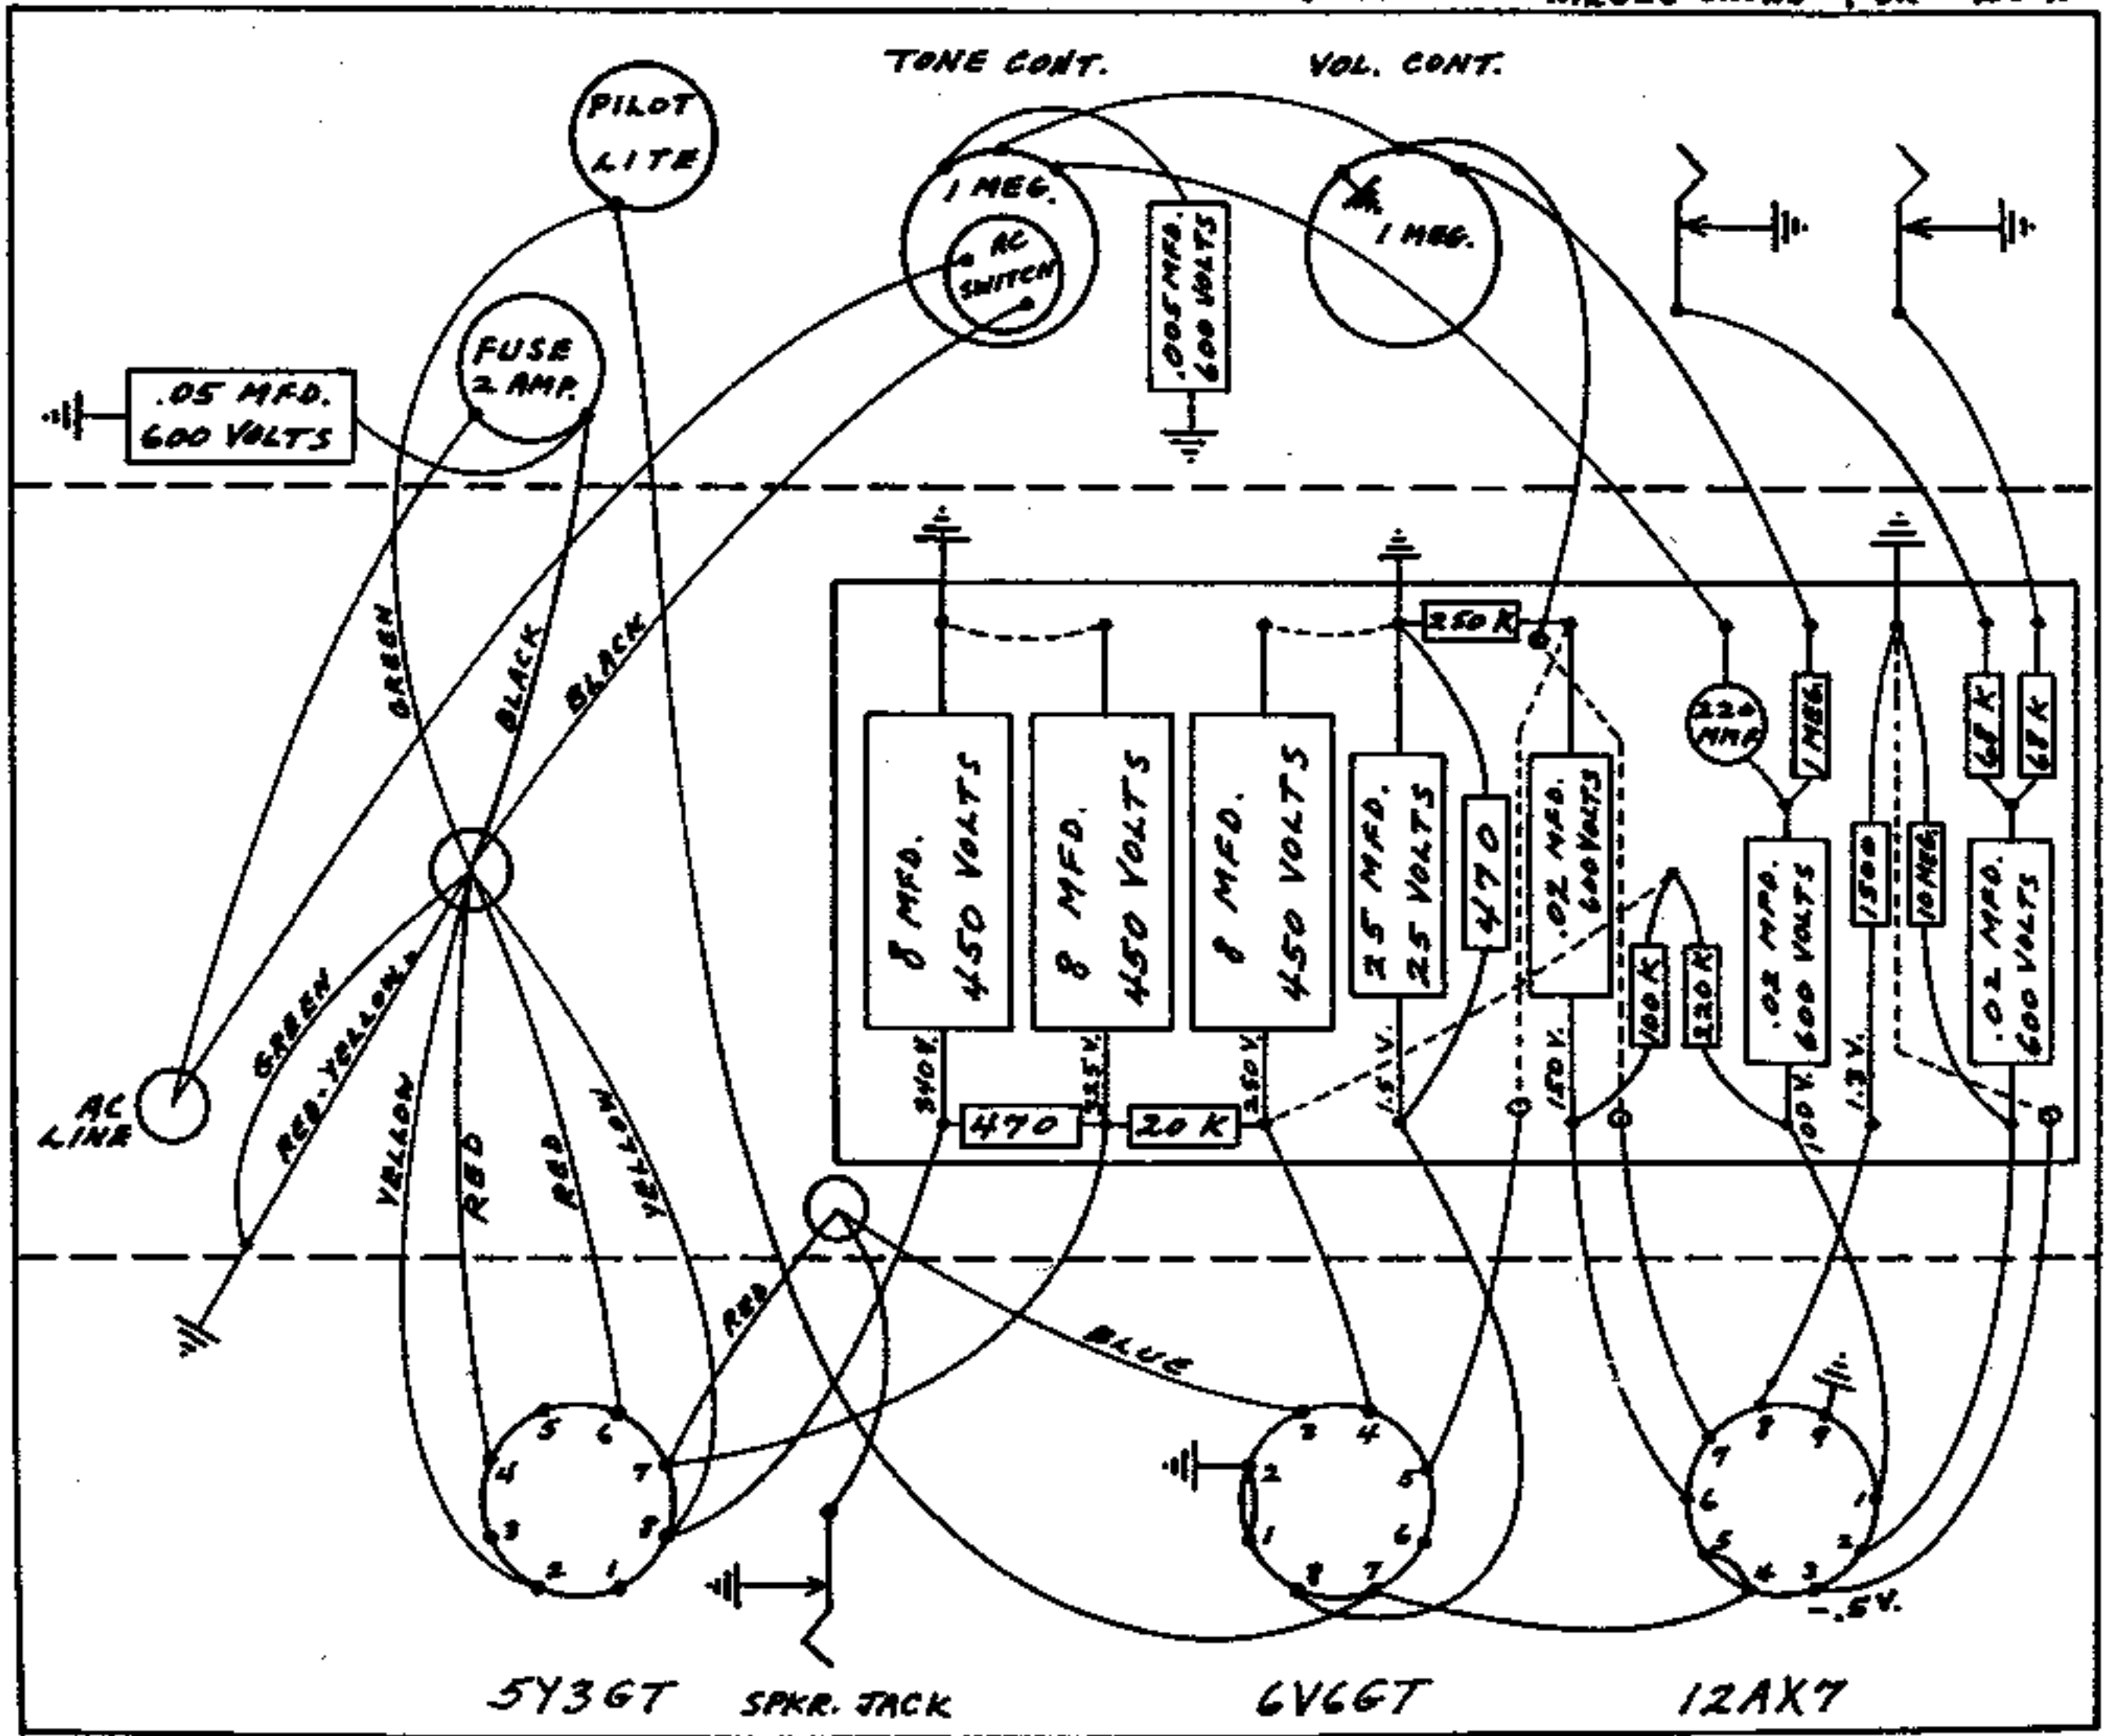 TONE CONT.
VOL. CONT.
PILOT
LITE
1 MEG.
AC
SWITCH
.005 MFD.
600 VOLTS
1 MEG.
FUSE
2 AMP.
.05 MFD.
600 VOLTS
GREEN
BLACK
BLACK
250 K
220
MMF
1 MEG
68 K
68 K
8 MFD.
450 VOLTS
8 MFD.
450 VOLTS
8 MFD.
450 VOLTS
25 MFD.
25 VOLTS
470
.02 MFD.
600 VOLTS
100 K
220 K
.02 MFD.
600 VOLTS
1500
10 MEG.
.02 MFD.
600 VOLTS
340 V.
325 V.
250 V.
150 V.
100 V.
1.3 V.
470
20 K
AC
LINE
GREEN
RED-YELLOW
YELLOW
RED
RED
YELLOW
RED
BLUE
5 6
4 7
3 8
2 1
3 4
2 5
1 6
8 7
8 9
7
6 1
5 2
4 3
-.5 V.
5Y3GT
SPKR. JACK
6V6GT
12AX7